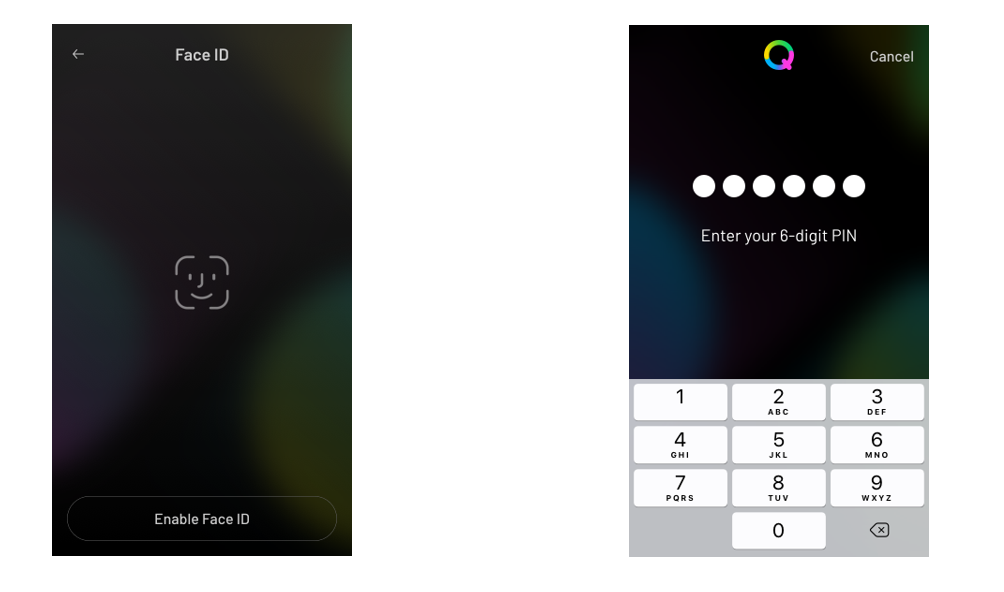 Face ID
Enable Face ID
Cancel
Enter your 6-digit PIN
1
2
ABC
3
DEF
4
GHI
5
JKL
6
MNO
7
PQRS
8
TUV
9
WXYZ
0